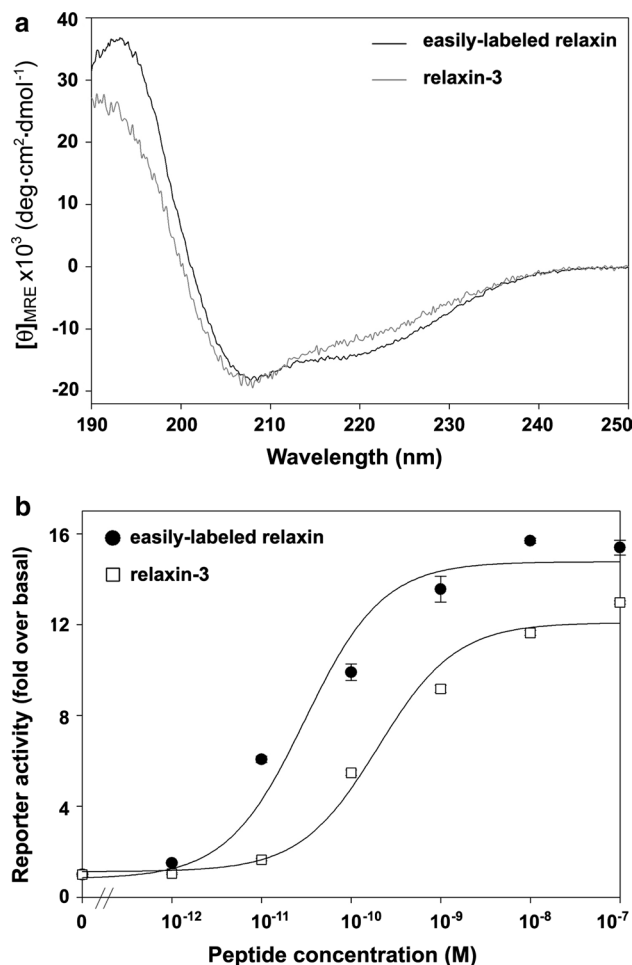 a
40
30
20
10
0
-10
-20
[θ]MRE x10³ (deg·cm²·dmol⁻¹)
easily-labeled relaxin
relaxin-3
190 200 210 220 230 240 250
Wavelength (nm)
b
16
12
8
4
0
Reporter activity (fold over basal)
easily-labeled relaxin
relaxin-3
0 10⁻¹² 10⁻¹¹ 10⁻¹⁰ 10⁻⁹ 10⁻⁸ 10⁻⁷
Peptide concentration (M)